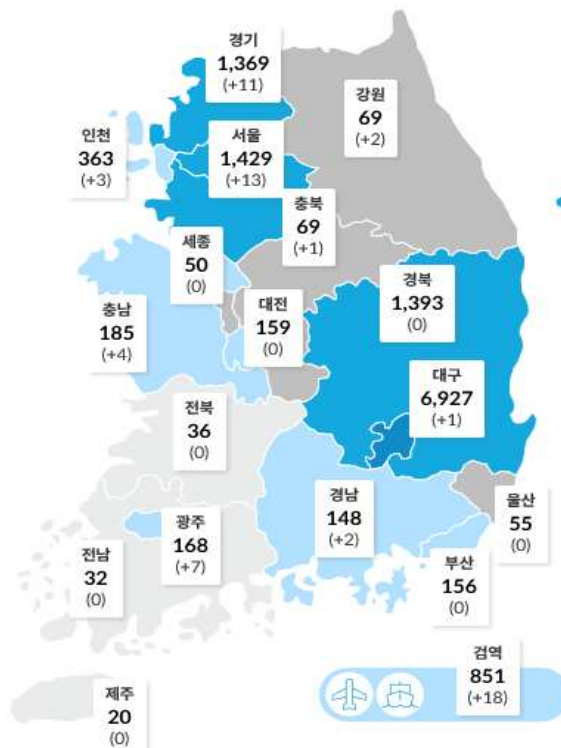 경기
1,369
(+11)
강원
69
(+2)
인천
363
(+3)
서울
1,429
(+13)
충북
69
(+1)
세종
50
(0)
경북
1,393
(0)
충남
185
(+4)
대전
159
(0)
대구
6,927
(+1)
전북
36
(0)
경남
148
(+2)
울산
55
(0)
광주
168
(+7)
전남
32
(0)
부산
156
(0)
검역
851
(+18)
제주
20
(0)